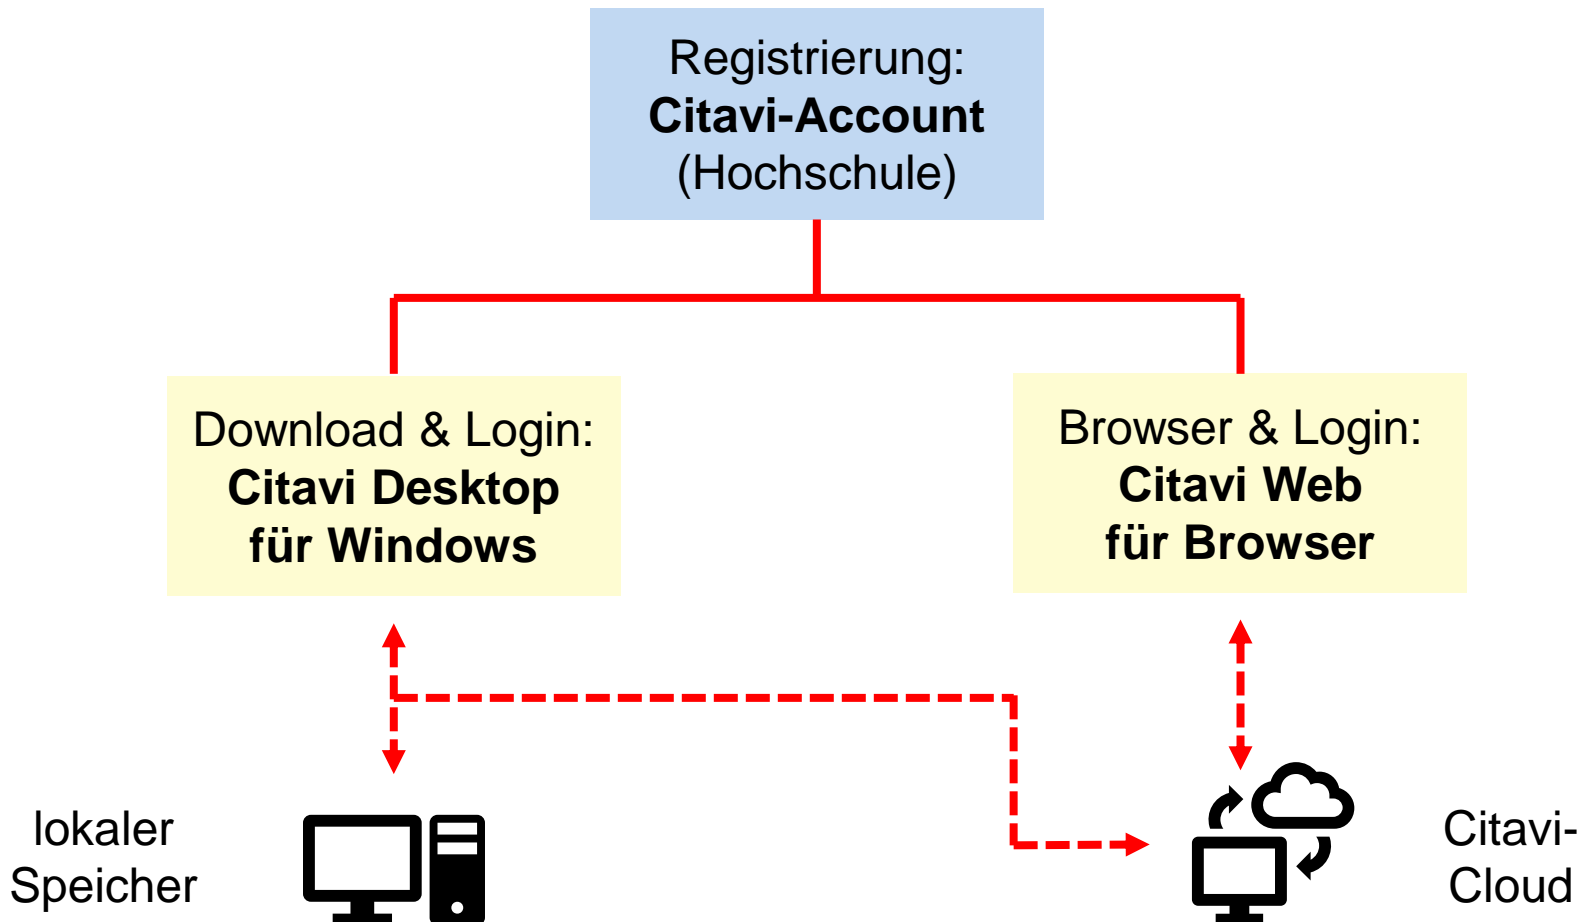 Registrierung:
Citavi-Account
(Hochschule)
Download & Login:
Citavi Desktop
für Windows
Browser & Login:
Citavi Web
für Browser
lokaler
Speicher
Citavi-
Cloud